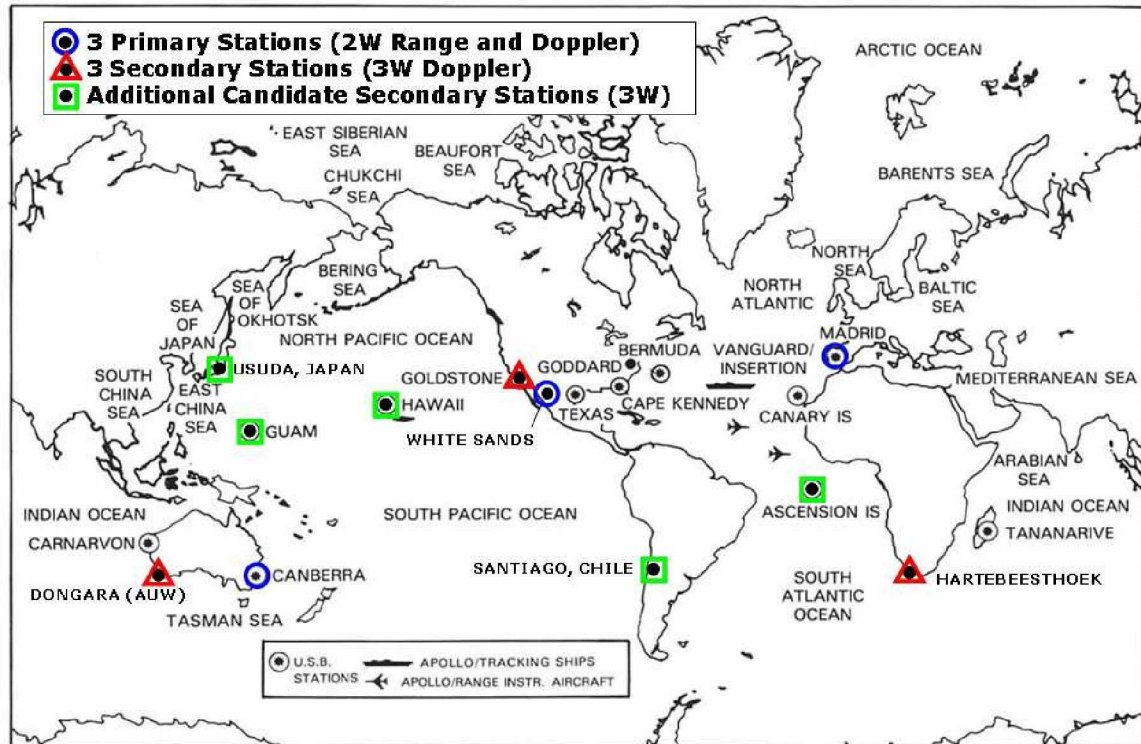 3 Primary Stations (2W Range and Doppler)
3 Secondary Stations (3W Doppler)
Additional Candidate Secondary Stations (3W)
ARCTIC OCEAN
EAST SIBERIAN
SEA
BEAUFORT
SEA
CHUKCHI
SEA
BARENTS SEA
BERING
SEA
SEA
OF
OKHOTSK
SEA
OF
JAPAN
NORTH
SEA
NORTH
ATLANTIC
BALTIC
SEA
NORTH PACIFIC OCEAN
MADRID
BERMUDA
GODDARD
VANGUARD/
INSERTION
USUDA, JAPAN
GOLDSTONE
MEDITERRANEAN SEA
SOUTH
CHINA
SEA
EAST
CHINA
SEA
HAWAII
TEXAS
CAPE KENNEDY
CANARY IS
GUAM
WHITE SANDS
ARABIAN
SEA
INDIAN OCEAN
SOUTH PACIFIC OCEAN
ASCENSION IS
INDIAN OCEAN
CARNARVON
TANANARIVE
SANTIAGO, CHILE
CANBERRA
HARTEBEESTHOEK
DONGARA (AUW)
SOUTH
ATLANTIC
OCEAN
TASMAN SEA
U.S.B.
STATIONS
APOLLO/TRACKING SHIPS
APOLLO/RANGE INSTR. AIRCRAFT